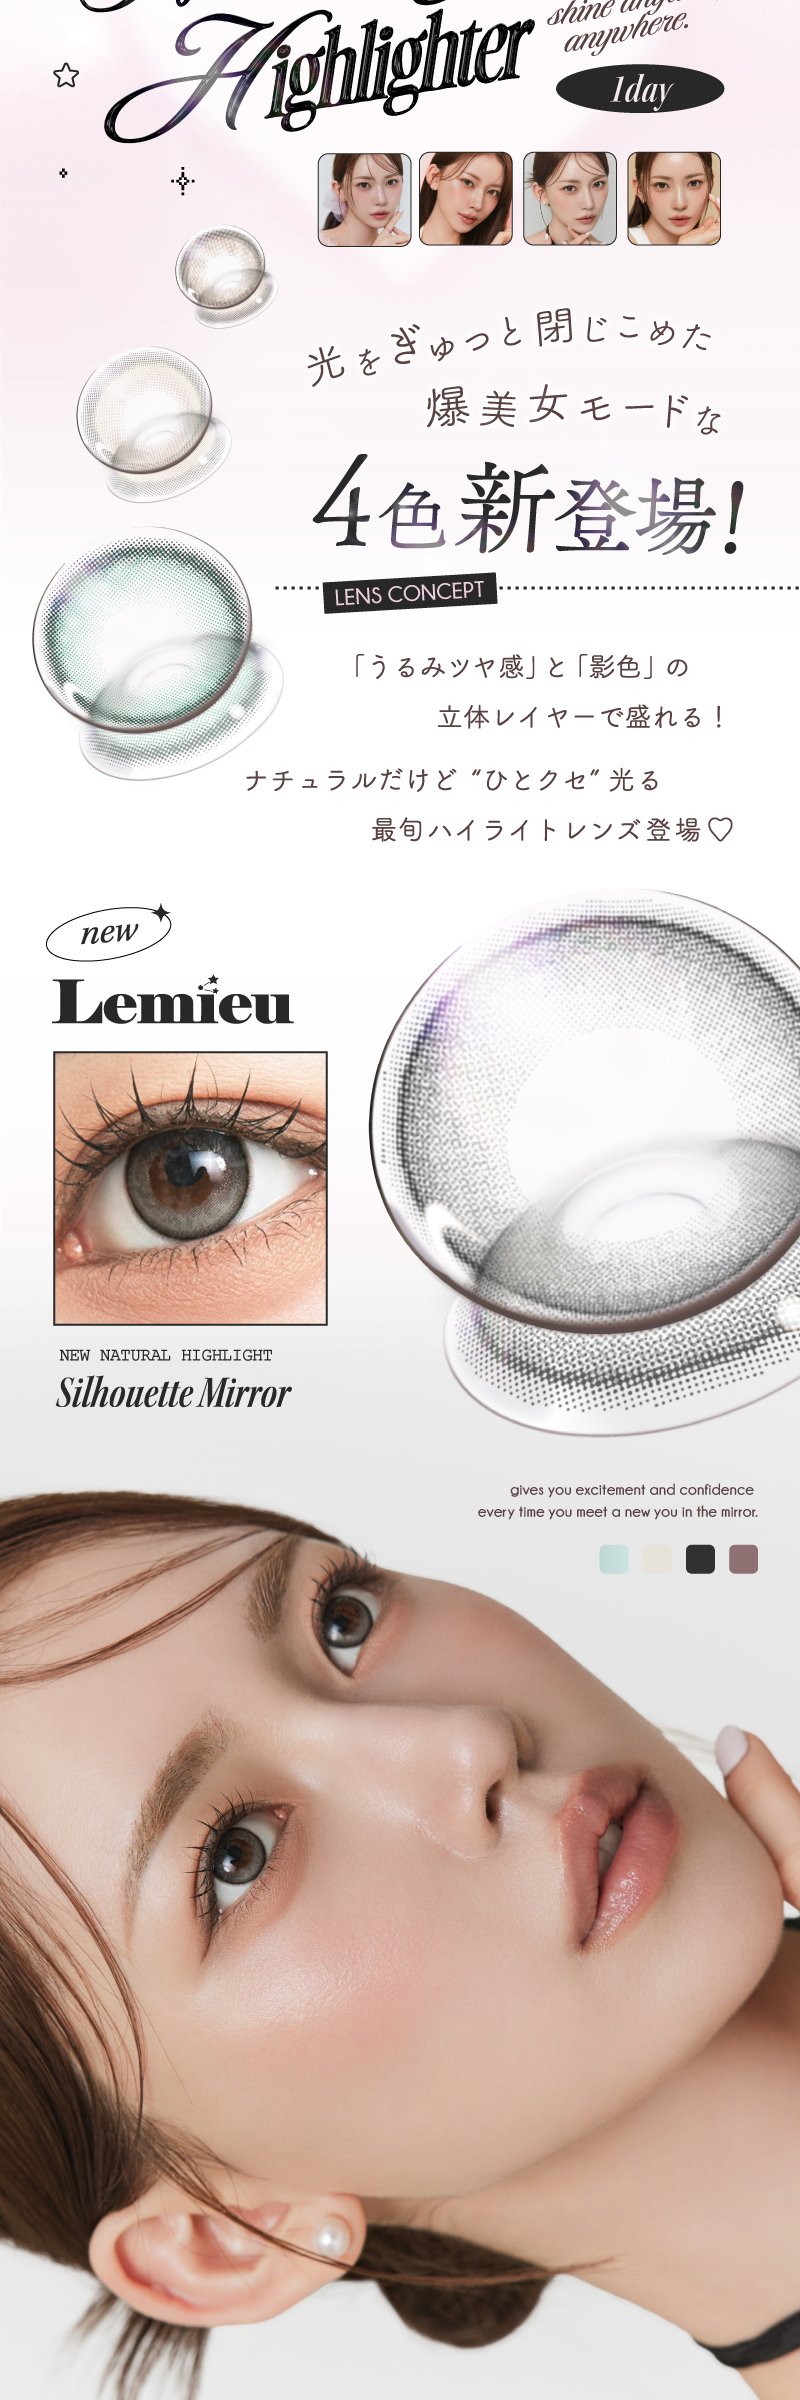 Highlighter
anywhere.
1day
光をぎゅっと閉じこめた
爆美女モードな
4色新登場!
LENS CONCEPT
「うるみツヤ感」と「影色」の
立体レイヤーで盛れる！
ナチュラルだけど “ひとクセ” 光る
最旬ハイライトレンズ登場♡
new
Lemieu
NEW NATURAL HIGHLIGHT
Silhouette Mirror
gives you excitement and confidence
every time you meet a new you in the mirror.